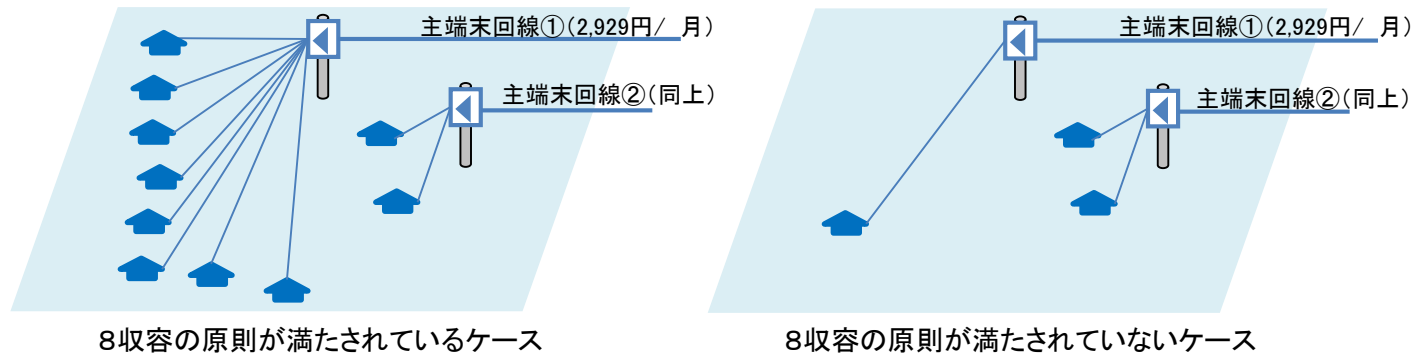 主端末回線①(2,929円/ 月)
主端末回線②(同上)
8収容の原則が満たされているケース
主端末回線①(2,929円/ 月)
主端末回線②(同上)
8収容の原則が満たされていないケース